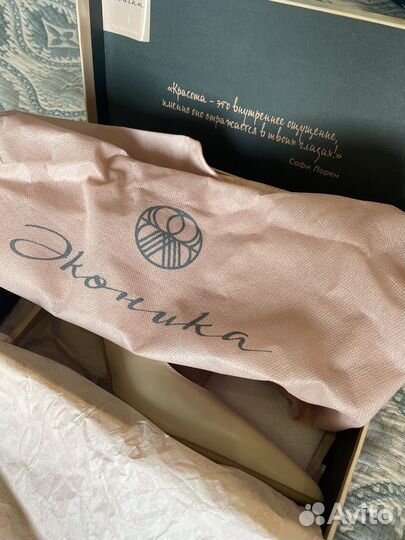 «Красота – это внутреннее ощущение,
именно оно отражается в твоих глазах!»
Софи Лорен
Эконика
Avito